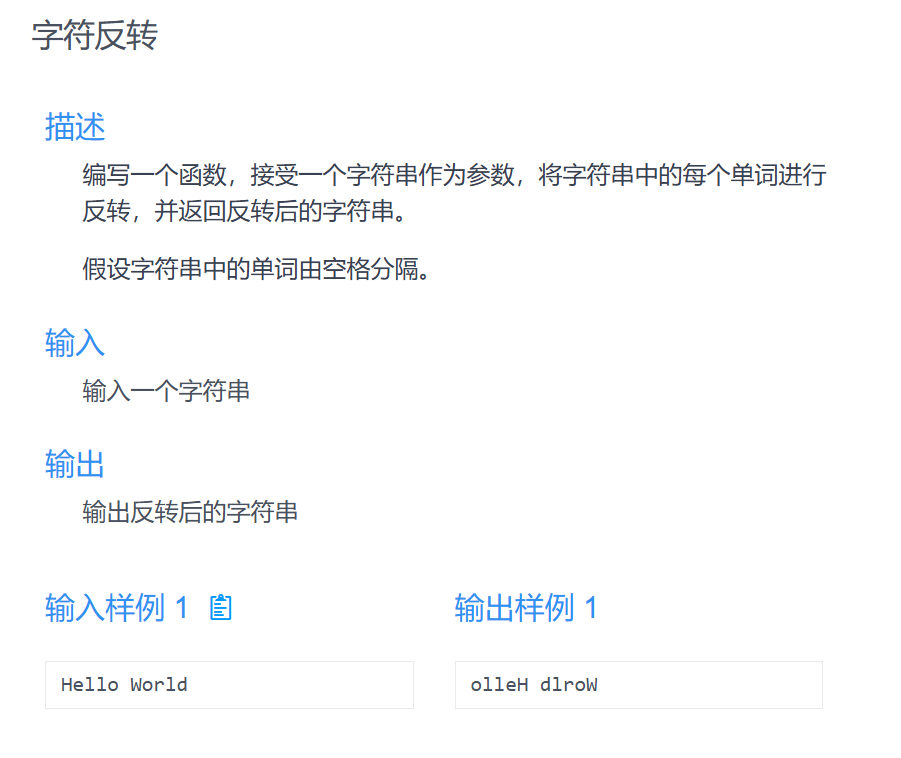 字符反转
描述
编写一个函数，接受一个字符串作为参数，将字符串中的每个单词进行
反转，并返回反转后的字符串。
假设字符串中的单词由空格分隔。
输入
输入一个字符串
输出
输出反转后的字符串
输入样例 1
输出样例 1
Hello World
olleH dlroW